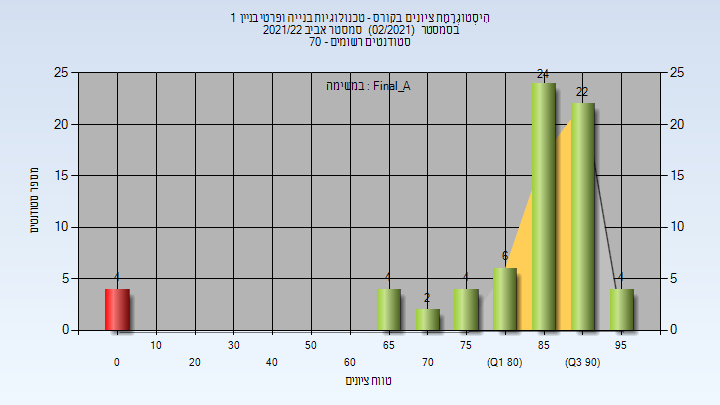 היסטוגרמת ציונים בקורס - טכנולוגיות בנייה ופרטי בניין 1
בסמסטר (02/2021) סמסטר אביב 2021/22
סטודנטים רשומים - 70
במשימה : Final_A
מספר סטודנטים
25 25
20 20
15 15
10 10
5 5
0 0
4 4 2 4 6 24 22 4
10 30 50 65 75 85 95
0 20 40 60 70 (Q1 80) (Q3 90)
טווח ציונים